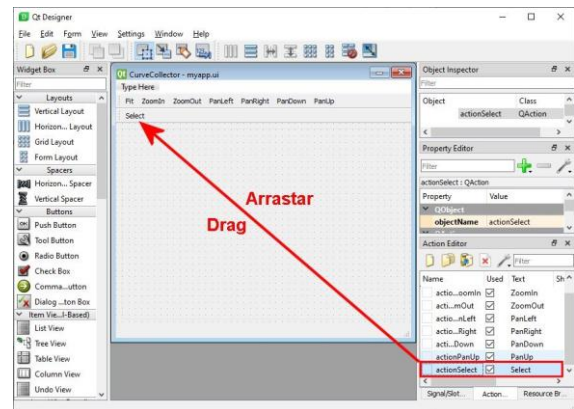 Qt Designer
File Edit Form View Settings Window Help
Widget Box
Filter
Layouts
Vertical Layout
Horizon... Layout
Grid Layout
Form Layout
Spacers
Horizon... Spacer
Vertical Spacer
Buttons
Push Button
Tool Button
Radio Button
Check Box
Comma...utton
Dialog ...ton Box
Item Vie...l-Based)
List View
Tree View
Table View
Column View
Undo View
CurveCollector - myapp.ui
Type Here
Fit ZoomIn ZoomOut PanLeft PanRight PanDown PanUp
Select
Arrastar
Drag
Object Inspector
Filter
Object Class
actionSelect QAction
Property Editor
Filter
actionSelect : QAction
Property Value
QObject
objectName actionSelect
Action Editor
Filter
Name Used Text Sh
actio...oomIn ZoomIn
actio...mOut ZoomOut
actio...nLeft PanLeft
actio...Right PanRight
acti...Down PanDown
actionPanUp PanUp
actionSelect Select
Signal/Slot... Action... Resource Br...